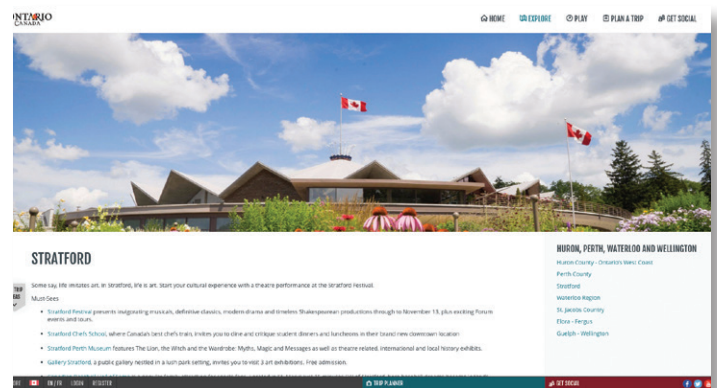 ONTARIO
CANADA
HOME EXPLORE PLAY PLAN A TRIP GET SOCIAL
STRATFORD
Some say, life imitates art. In Stratford, life is art. Start your cultural experience with a theatre performance at the Stratford Festival.
Must-Sees
Stratford Festival presents invigorating musicals, definitive classics, modern drama and timeless Shakespearean productions through to November 13, plus exciting Forum
events and tours.
Stratford Chefs School, where Canada's best chefs train, invites you to dine and critique student dinners and luncheons in their brand new downtown location
Stratford Perth Museum features The Lion, the Witch and the Wardrobe: Myths, Magic and Messages as well as theatre related, international and local history exhibits.
Gallery Stratford, a public gallery nestled in a lush park setting, invites you to visit 3 art exhibitions. Free admission.
HURON, PERTH, WATERLOO AND WELLINGTON
Huron County - Ontario's West Coast
Perth County
Stratford
Waterloo Region
St. Jacobs Country
Elora - Fergus
Guelph - Wellington
TRIP
EN | FR LOGIN REGISTER TRIP PLANNER GET SOCIAL